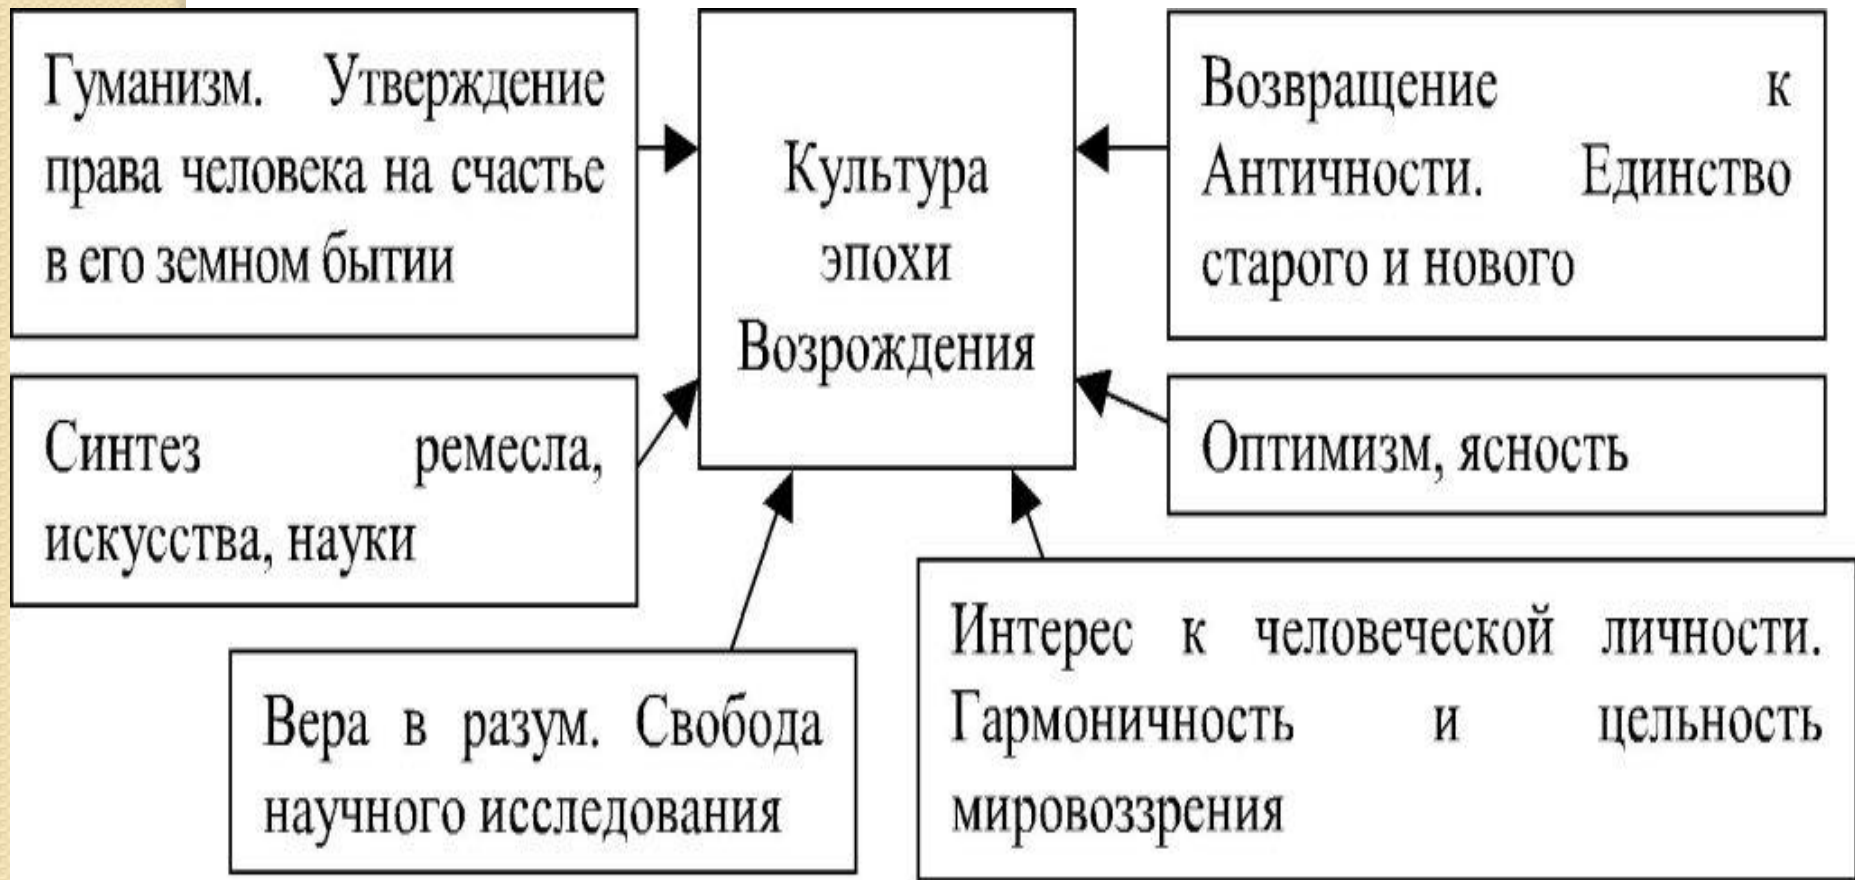 Гуманизм. Утверждение
права человека на счастье
в его земном бытии
Культура
эпохи
Возрождения
Возвращение к
Античности. Единство
старого и нового
Синтез ремесла,
искусства, науки
Оптимизм, ясность
Вера в разум. Свобода
научного исследования
Интерес к человеческой личности.
Гармоничность и цельность
мировоззрения